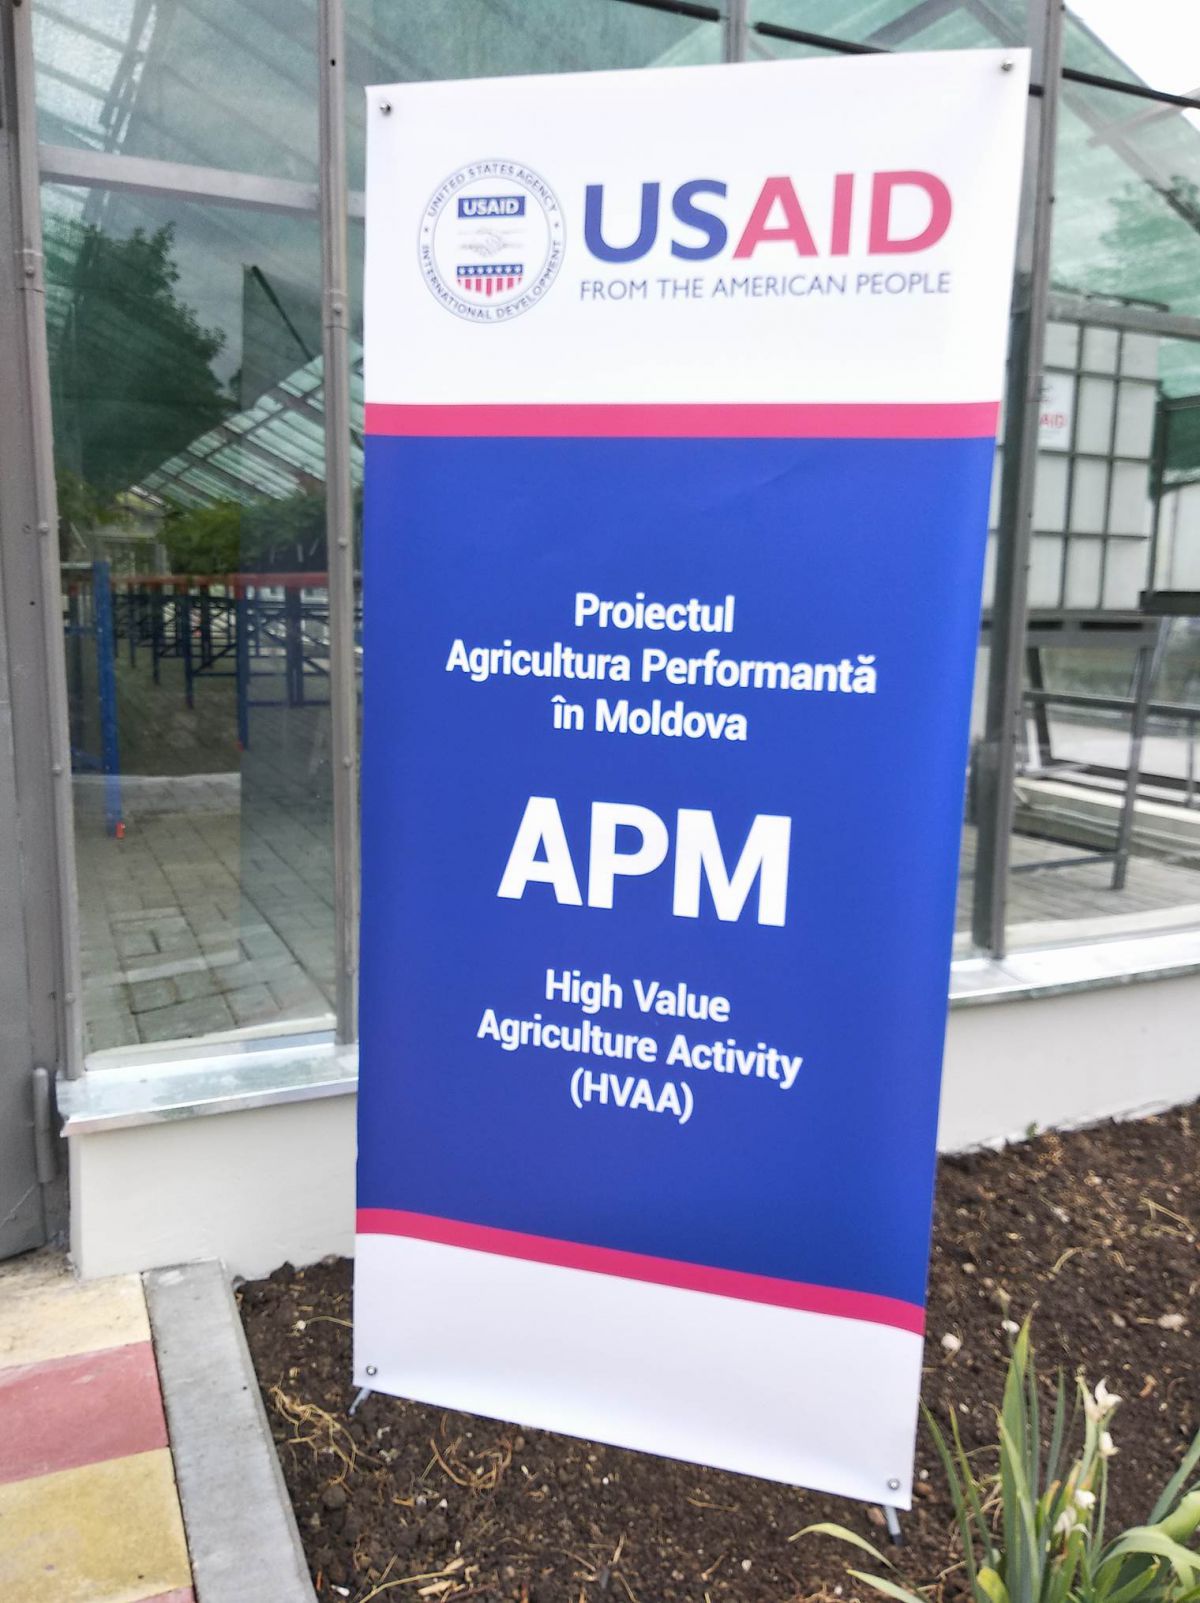 UNITED STATES AGENCY
USAID
INTERNATIONAL DEVELOPMENT
USAID
FROM THE AMERICAN PEOPLE
Proiectul
Agricultura Performantă
în Moldova
APM
High Value
Agriculture Activity
(HVAA)